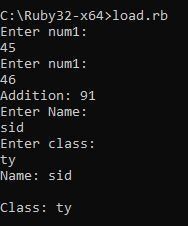 C:\Ruby32-x64>load.rb
Enter num1:
45
Enter num1:
46
Addition: 91
Enter Name:
sid
Enter class:
ty
Name: sid
Class: ty